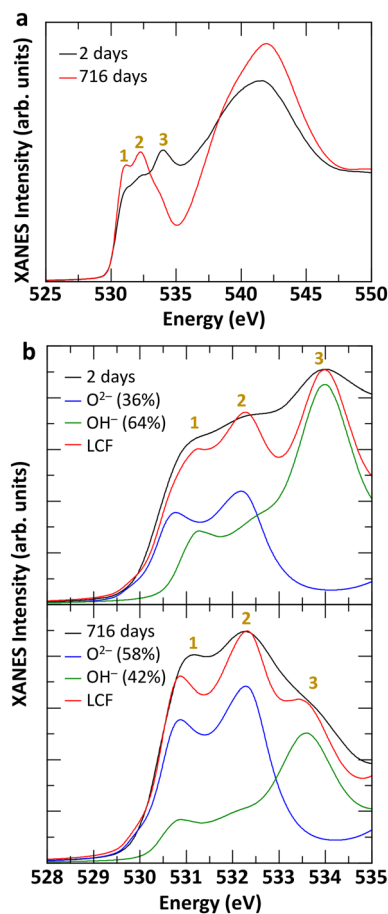 a
2 days
716 days
1 2 3
XANES Intensity (arb. units)
525 530 535 540 545 550
Energy (eV)
b
2 days
O²⁻ (36%)
OH⁻ (64%)
LCF
1 2 3
716 days
O²⁻ (58%)
OH⁻ (42%)
LCF
1 2 3
XANES Intensity (arb. units)
528 529 530 531 532 533 534 535
Energy (eV)